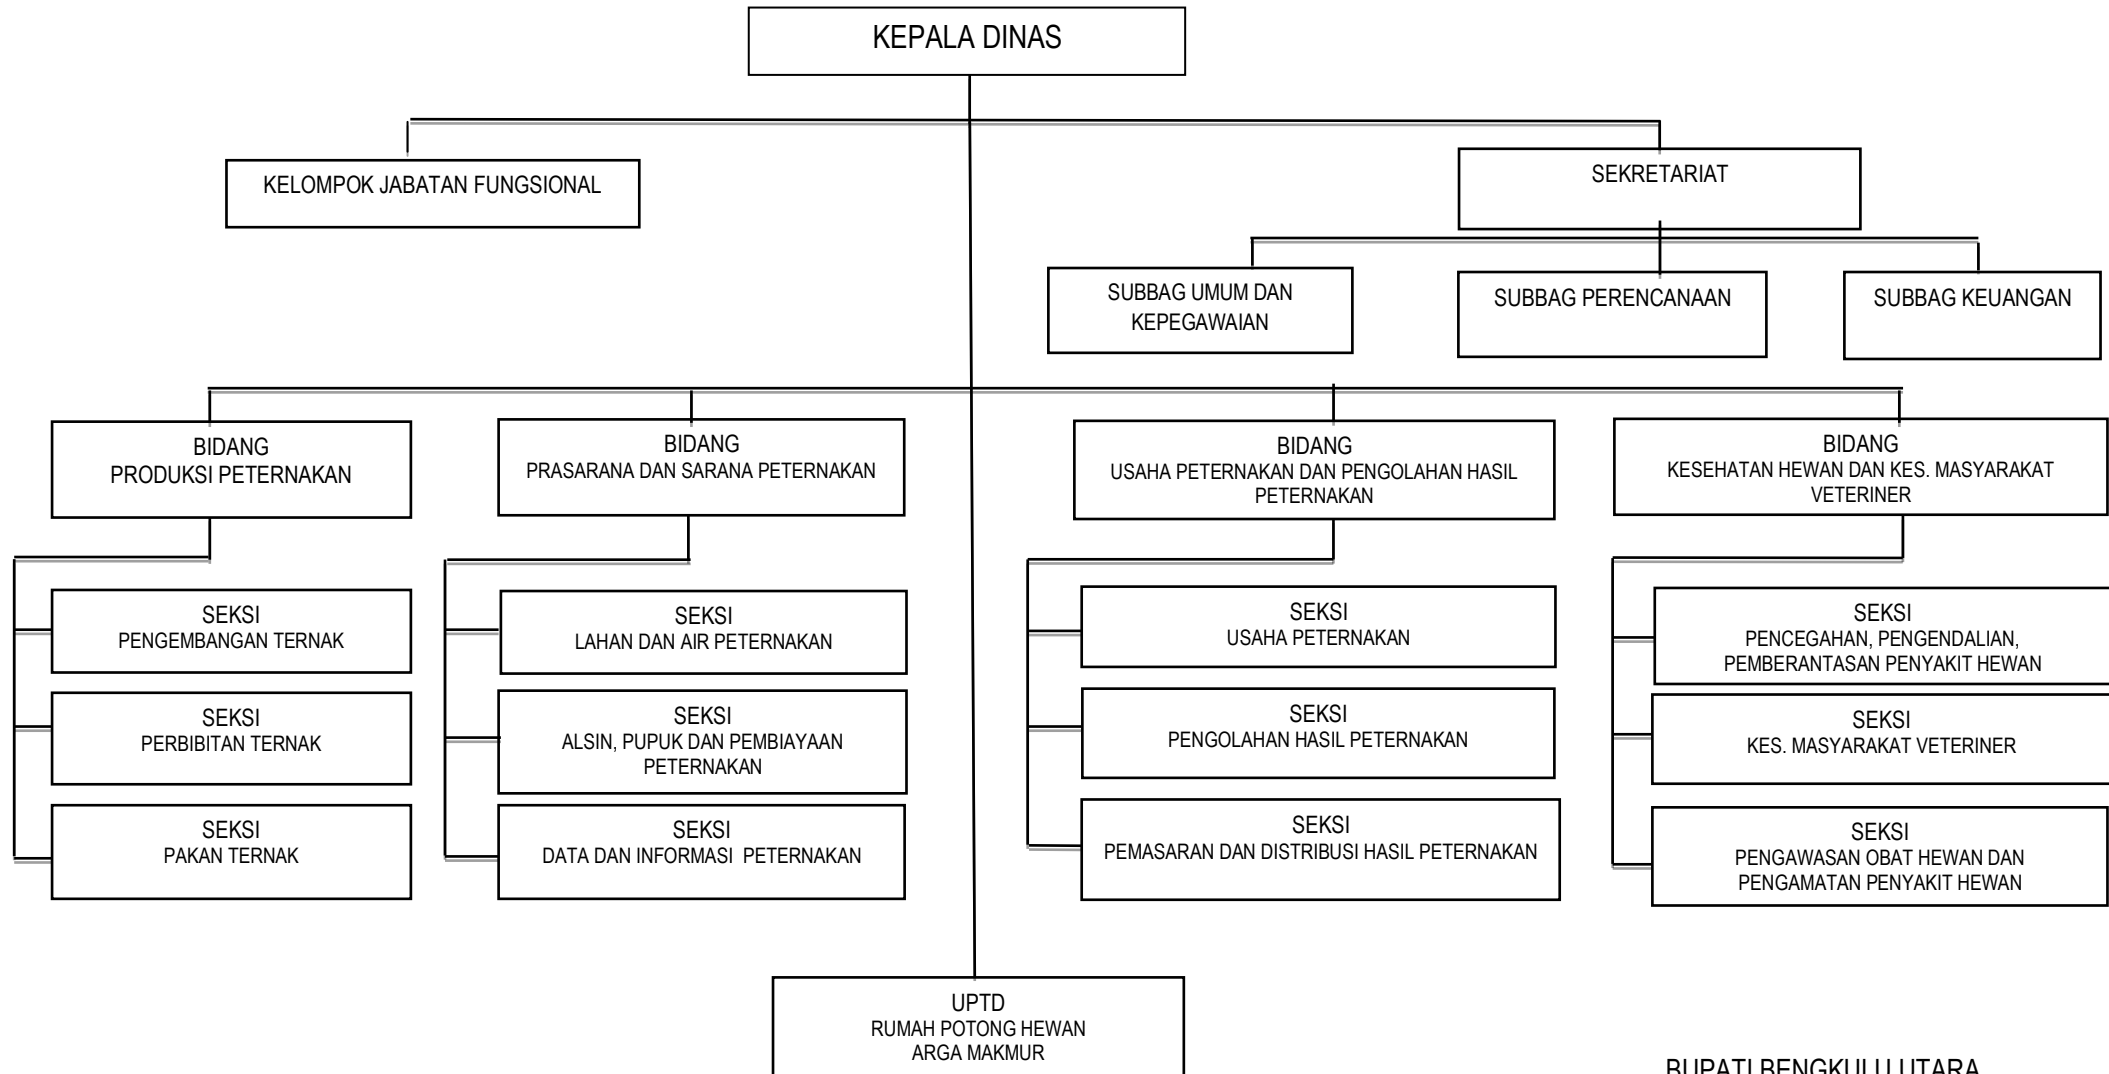 KEPALA DINAS
KELOMPOK JABATAN FUNGSIONAL
SEKRETARIAT
SUBBAG UMUM DAN
KEPEGAWAIAN
SUBBAG PERENCANAAN
SUBBAG KEUANGAN
BIDANG
PRODUKSI PETERNAKAN
BIDANG
PRASARANA DAN SARANA PETERNAKAN
BIDANG
USAHA PETERNAKAN DAN PENGOLAHAN HASIL
PETERNAKAN
BIDANG
KESEHATAN HEWAN DAN KES. MASYARAKAT
VETERINER
SEKSI
PENGEMBANGAN TERNAK
SEKSI
LAHAN DAN AIR PETERNAKAN
SEKSI
USAHA PETERNAKAN
SEKSI
PENCEGAHAN, PENGENDALIAN,
PEMBERANTASAN PENYAKIT HEWAN
SEKSI
PERBIBITAN TERNAK
SEKSI
ALSIN, PUPUK DAN PEMBIAYAAN
PETERNAKAN
SEKSI
PENGOLAHAN HASIL PETERNAKAN
SEKSI
KES. MASYARAKAT VETERINER
SEKSI
PAKAN TERNAK
SEKSI
DATA DAN INFORMASI PETERNAKAN
SEKSI
PEMASARAN DAN DISTRIBUSI HASIL PETERNAKAN
SEKSI
PENGAWASAN OBAT HEWAN DAN
PENGAMATAN PENYAKIT HEWAN
UPTD
RUMAH POTONG HEWAN
ARGA MAKMUR
BUPATI BENGKULU UTARA